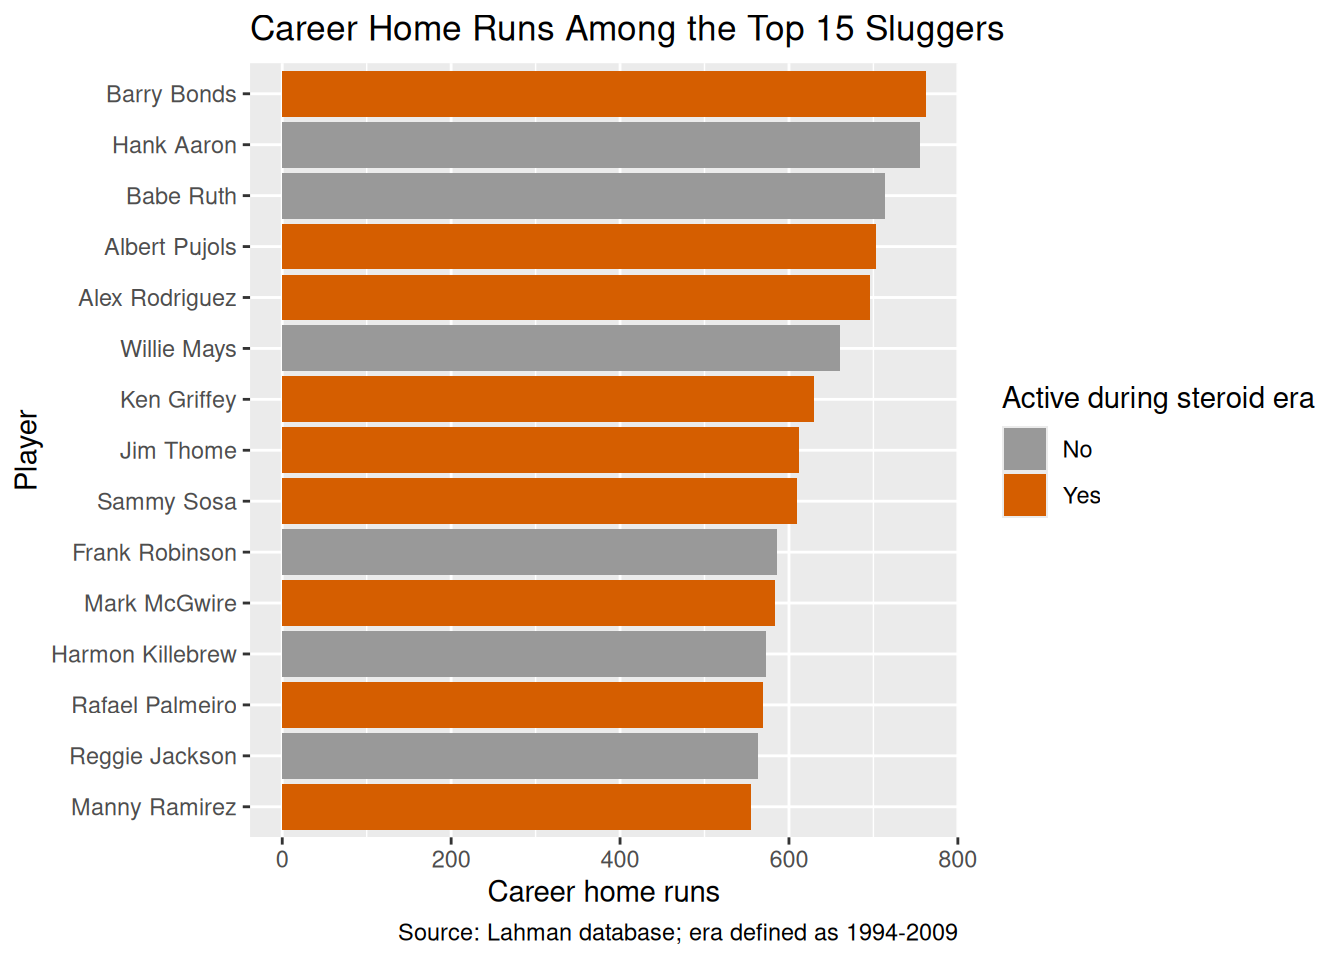 Career Home Runs Among the Top 15 Sluggers
Player
Barry Bonds
Hank Aaron
Babe Ruth
Albert Pujols
Alex Rodriguez
Willie Mays
Ken Griffey
Jim Thome
Sammy Sosa
Frank Robinson
Mark McGwire
Harmon Killebrew
Rafael Palmeiro
Reggie Jackson
Manny Ramirez
0 200 400 600 800
Career home runs
Active during steroid era
No
Yes
Source: Lahman database; era defined as 1994-2009